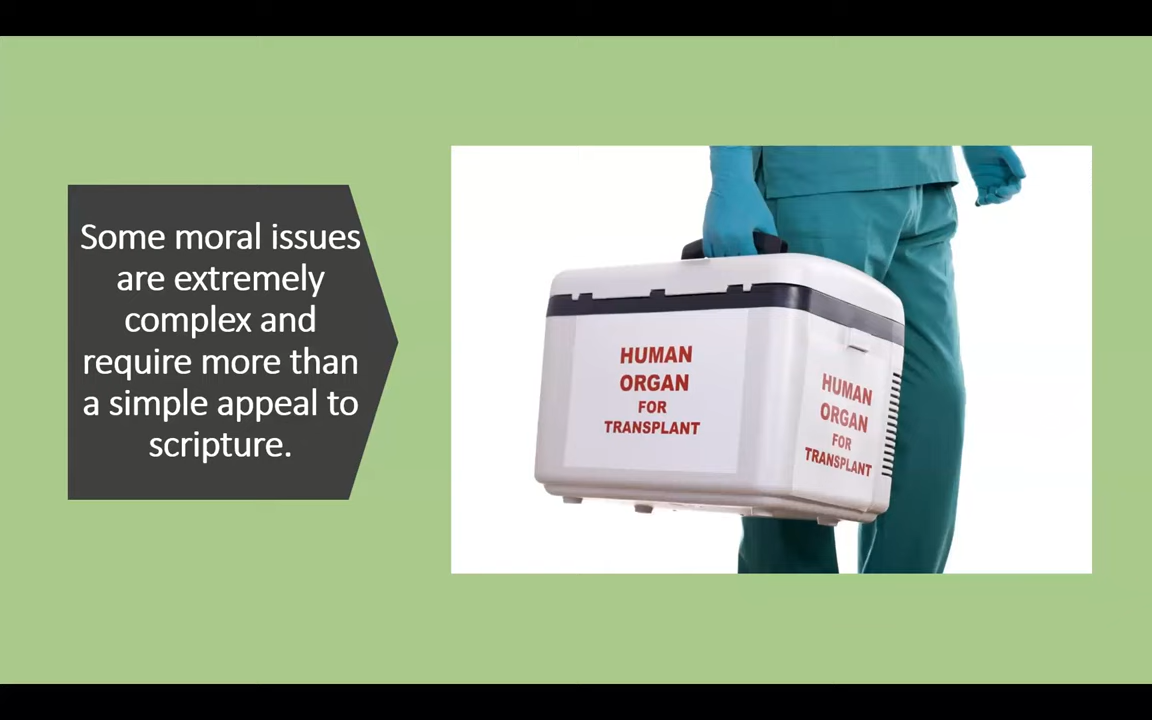 Some moral issues
are extremely
complex and
require more than
a simple appeal to
scripture.
HUMAN
ORGAN
FOR
TRANSPLANT
HUMAN
ORGAN
FOR
TRANSPLANT